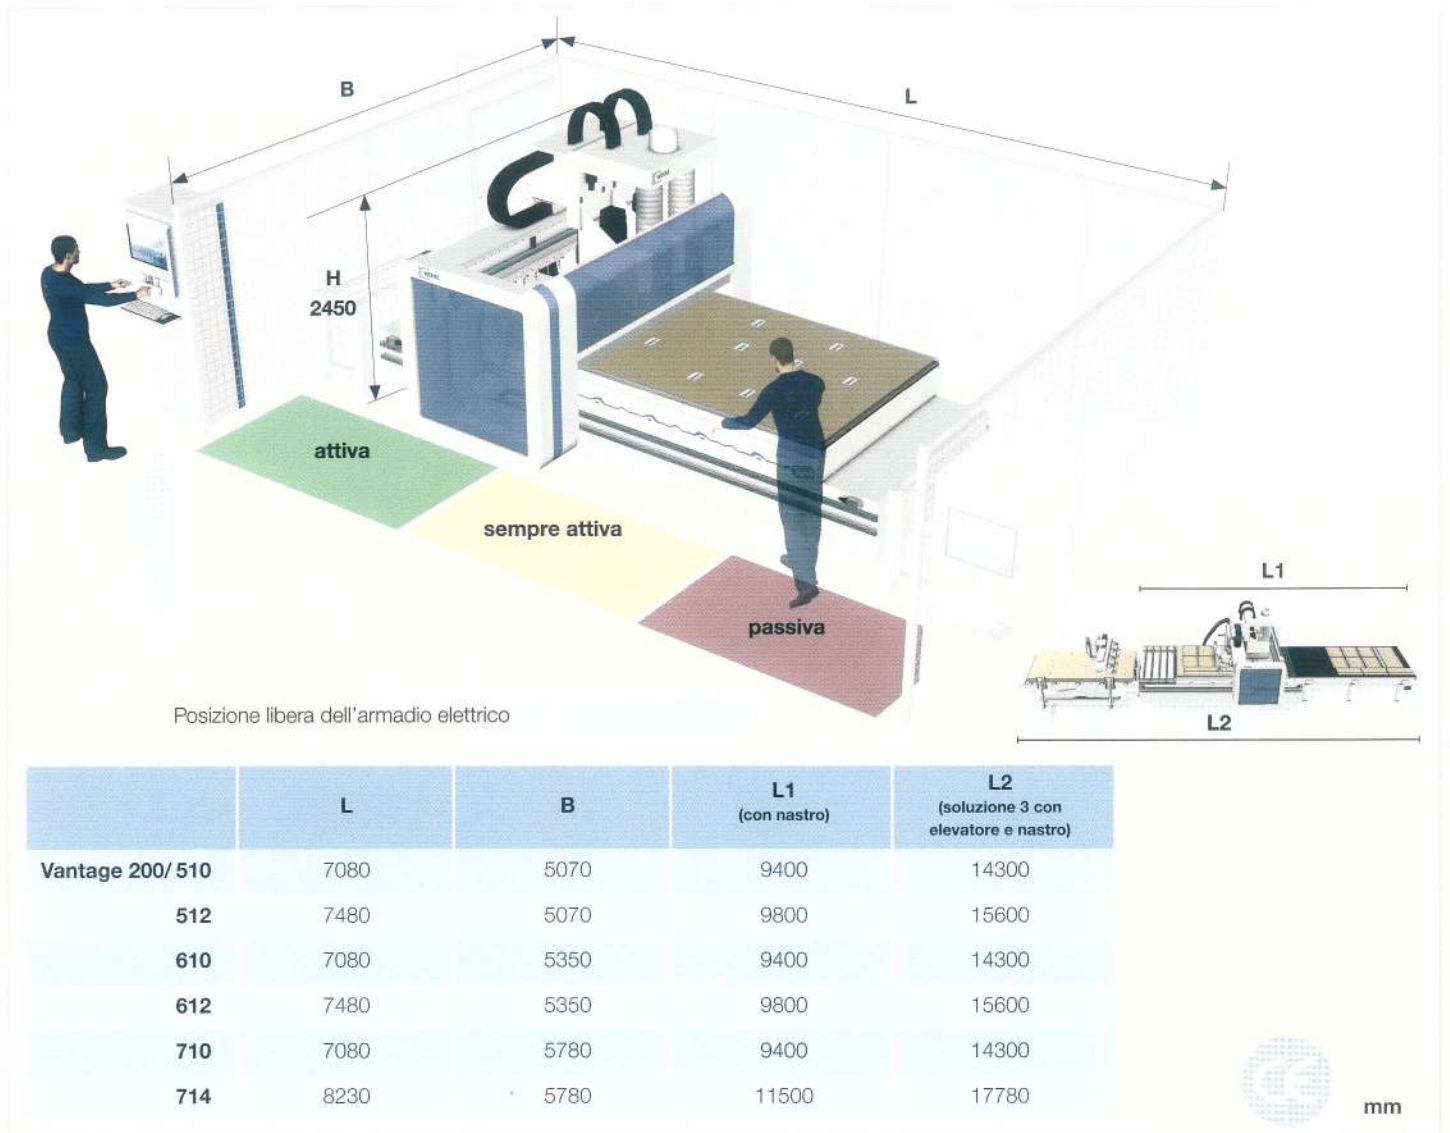 B
L
H
2450
attiva
sempre attiva
passiva
L1
L2
Posizione libera dell'armadio elettrico
L B L1 L2
(con nastro) (soluzione 3 con
elevatore e nastro)
Vantage 200/510 7080 5070 9400 14300
512 7480 5070 9800 15600
610 7080 5350 9400 14300
612 7480 5350 9800 15600
710 7080 5780 9400 14300
714 8230 5780 11500 17780
mm